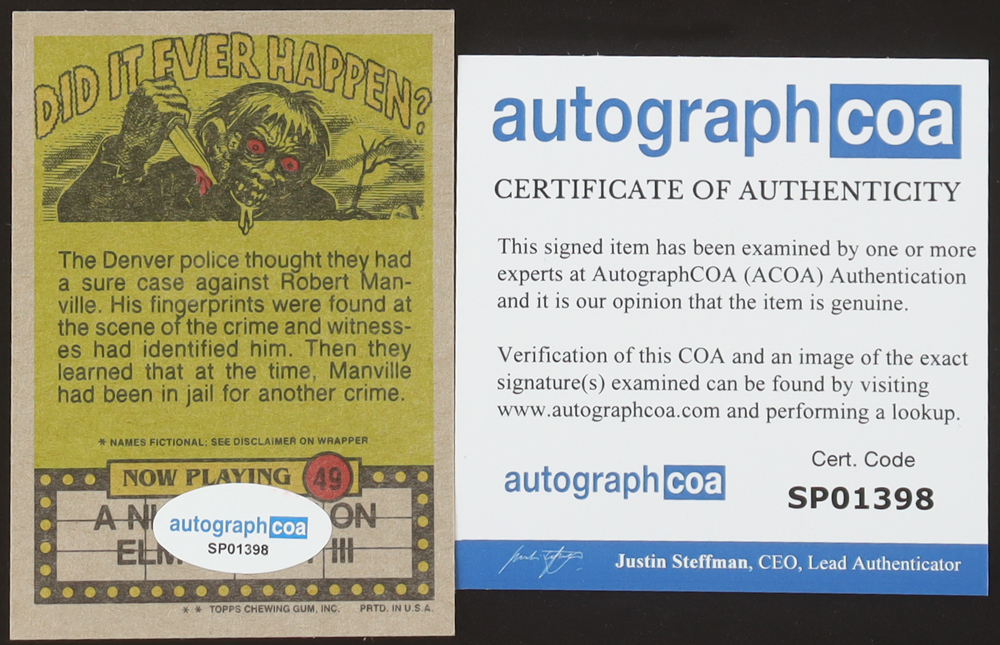 DID IT EVER HAPPEN?
The Denver police thought they had
a sure case against Robert Man-
ville. His fingerprints were found at
the scene of the crime and witness-
es had identified him. Then they
learned that at the time, Manville
had been in jail for another crime.
* NAMES FICTIONAL; SEE DISCLAIMER ON WRAPPER
NOW PLAYING 49
A NI ON
ELM III
autographcoa
SP01398
* * TOPPS CHEWING GUM, INC. PRTD. IN U.S.A.
autographcoa
CERTIFICATE OF AUTHENTICITY
This signed item has been examined by one or more
experts at AutographCOA (ACOA) Authentication
and it is our opinion that the item is genuine.
Verification of this COA and an image of the exact
signature(s) examined can be found by visiting
www.autographcoa.com and performing a lookup.
autographcoa
Cert. Code
SP01398
Justin Steffman, CEO, Lead Authenticator